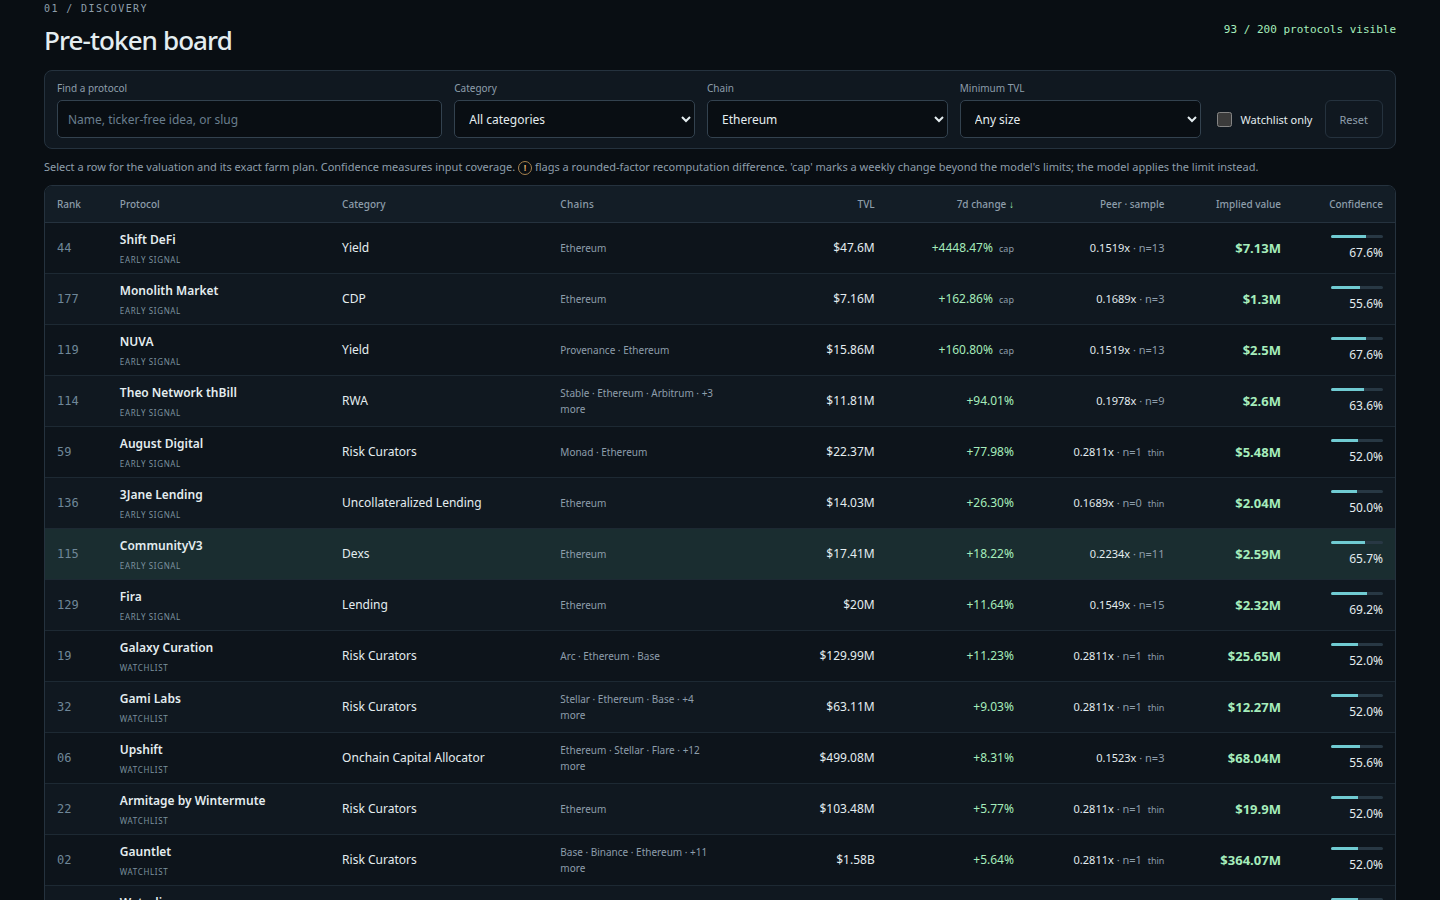 01 / DISCOVERY
Pre-token board
93 / 200 protocols visible
Find a protocol
Category
Chain
Minimum TVL
Name, ticker-free idea, or slug
All categories
Ethereum
Any size
Watchlist only
Reset
Select a row for the valuation and its exact farm plan. Confidence measures input coverage. ! flags a rounded-factor recomputation difference. 'cap' marks a weekly change beyond the model's limits; the model applies the limit instead.
Rank Protocol Category Chains TVL 7d change ↓ Peer · sample Implied value Confidence
44 Shift DeFi Yield Ethereum $47.6M +4448.47% cap 0.1519x · n=13 $7.13M 67.6%
EARLY SIGNAL
177 Monolith Market CDP Ethereum $7.16M +162.86% cap 0.1689x · n=3 $1.3M 55.6%
EARLY SIGNAL
119 NUVA Yield Provenance · Ethereum $15.86M +160.80% cap 0.1519x · n=13 $2.5M 67.6%
EARLY SIGNAL
114 Theo Network thBill RWA Stable · Ethereum · Arbitrum · +3 more $11.81M +94.01% 0.1978x · n=9 $2.6M 63.6%
EARLY SIGNAL
59 August Digital Risk Curators Monad · Ethereum $22.37M +77.98% 0.2811x · n=1 thin $5.48M 52.0%
EARLY SIGNAL
136 3Jane Lending Uncollateralized Lending Ethereum $14.03M +26.30% 0.1689x · n=0 thin $2.04M 50.0%
EARLY SIGNAL
115 CommunityV3 Dexs Ethereum $17.41M +18.22% 0.2234x · n=11 $2.59M 65.7%
EARLY SIGNAL
129 Fira Lending Ethereum $20M +11.64% 0.1549x · n=15 $2.32M 69.2%
EARLY SIGNAL
19 Galaxy Curation Risk Curators Arc · Ethereum · Base $129.99M +11.23% 0.2811x · n=1 thin $25.65M 52.0%
WATCHLIST
32 Gami Labs Risk Curators Stellar · Ethereum · Base · +4 more $63.11M +9.03% 0.2811x · n=1 thin $12.27M 52.0%
WATCHLIST
06 Upshift Onchain Capital Allocator Ethereum · Stellar · Flare · +12 more $499.08M +8.31% 0.1523x · n=3 $68.04M 55.6%
WATCHLIST
22 Armitage by Wintermute Risk Curators Ethereum $103.48M +5.77% 0.2811x · n=1 thin $19.9M 52.0%
WATCHLIST
02 Gauntlet Risk Curators Base · Binance · Ethereum · +11 more $1.58B +5.64% 0.2811x · n=1 thin $364.07M 52.0%
WATCHLIST